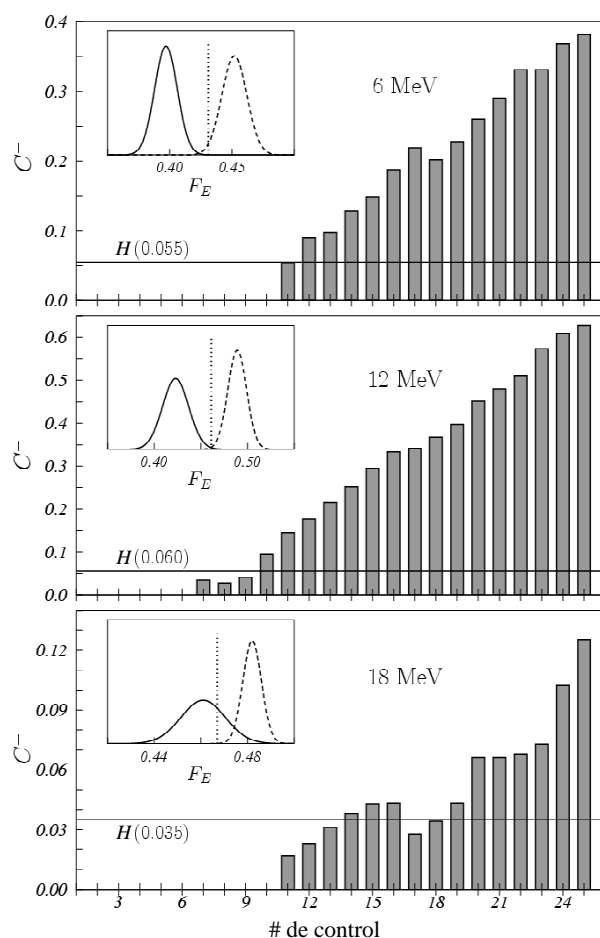 0.4
0.3
0.2
0.1
0.0
C⁻
6 MeV
0.40 0.45
F_E
H(0.055)
0.6
0.5
0.4
0.3
0.2
0.1
0.0
C⁻
12 MeV
0.40 0.50
F_E
H(0.060)
0.12
0.09
0.06
0.03
0.00
C⁻
18 MeV
0.44 0.48
F_E
H(0.035)
3 6 9 12 15 18 21 24
# de control